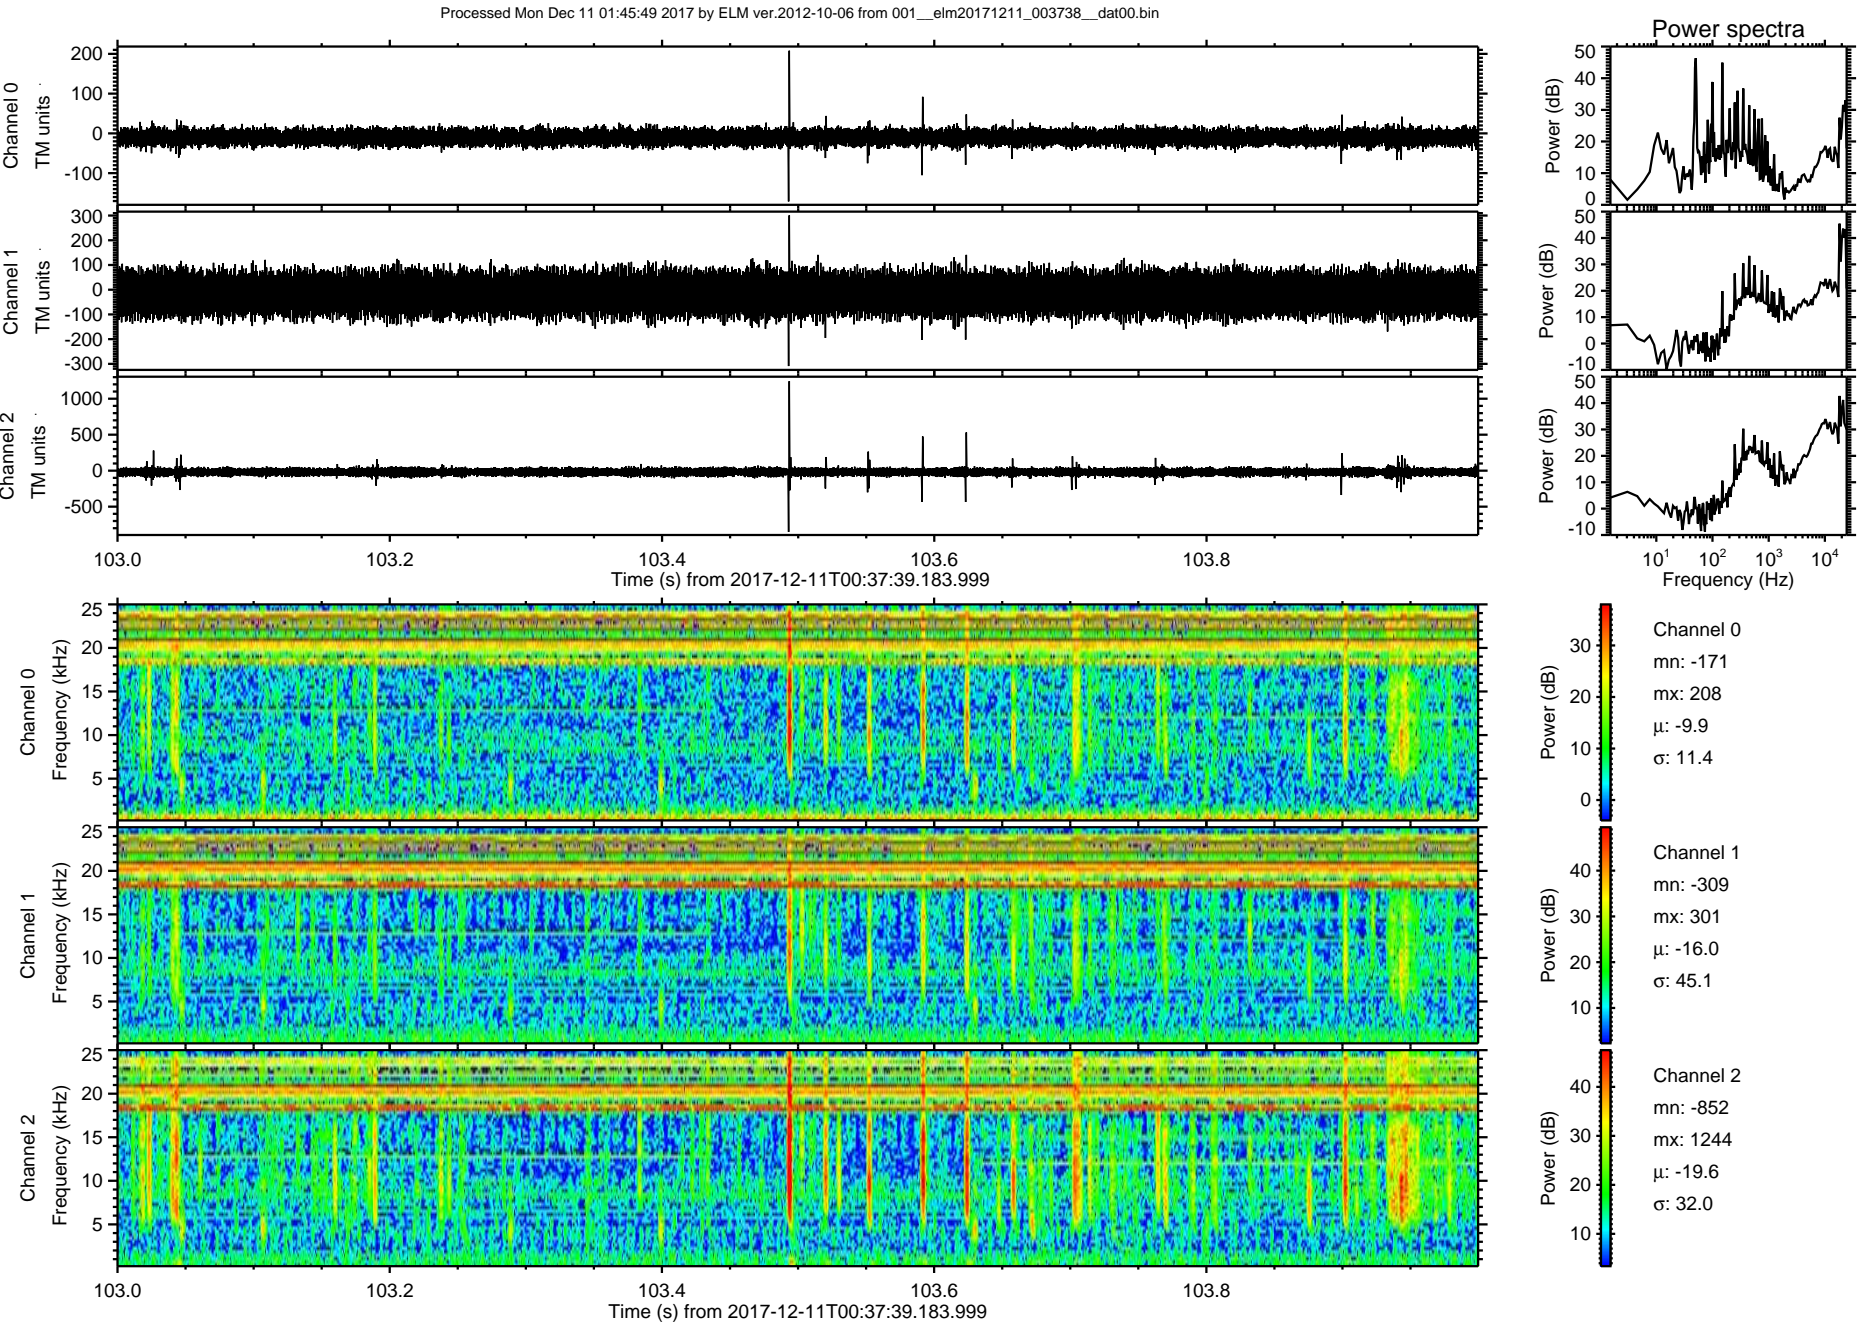 Processed Mon Dec 11 01:45:49 2017 by ELM ver.2012-10-06 from 001__elm20171211_003738__dat00.bin
Power spectra
Channel 0
TM units
200
100
0
-100
Power (dB)
50
40
30
20
10
0
Channel 1
TM units
300
200
100
0
-100
-200
-300
Power (dB)
50
40
30
20
10
0
-10
Channel 2
TM units
1000
500
0
-500
Power (dB)
50
40
30
20
10
0
-10
103.0 103.2 103.4 103.6 103.8
Time (s) from 2017-12-11T00:37:39.183.999
10¹ 10² 10³ 10⁴
Frequency (Hz)
Channel 0
Frequency (kHz)
25
20
15
10
5
Power (dB)
30
20
10
0
Channel 0
mn: -171
mx: 208
μ: -9.9
σ: 11.4
Channel 1
Frequency (kHz)
25
20
15
10
5
Power (dB)
40
30
20
10
Channel 1
mn: -309
mx: 301
μ: -16.0
σ: 45.1
Channel 2
Frequency (kHz)
25
20
15
10
5
Power (dB)
40
30
20
10
Channel 2
mn: -852
mx: 1244
μ: -19.6
σ: 32.0
103.0 103.2 103.4 103.6 103.8
Time (s) from 2017-12-11T00:37:39.183.999